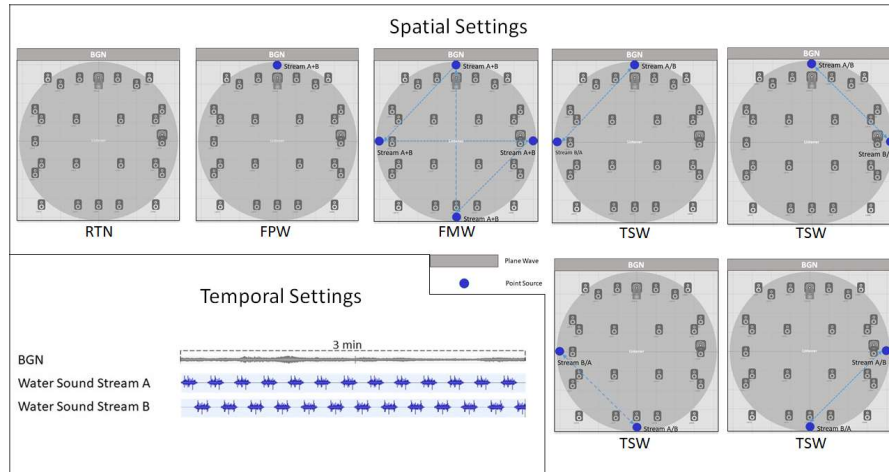 Spatial Settings
BGN
BGN
BGN
BGN
BGN
Stream A+B
Stream A+B
Stream A/B
Stream A/B
Stream A+B
Stream A+B
Stream B/A
Stream B/
Stream A+B
RTN
FPW
FMW
TSW
TSW
Plane Wave
Point Source
BGN
BGN
Stream B/A
Stream A/B
Stream A/B
Stream B/A
TSW
TSW
Temporal Settings
3 min
BGN
Water Sound Stream A
Water Sound Stream B